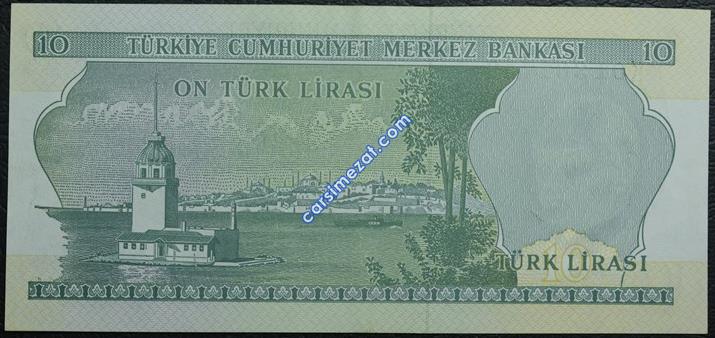 10 TÜRKİYE CUMHURİYET MERKEZ BANKASI 10
ON TÜRK LİRASI
carsimezat.com
10
TÜRK LİRASI